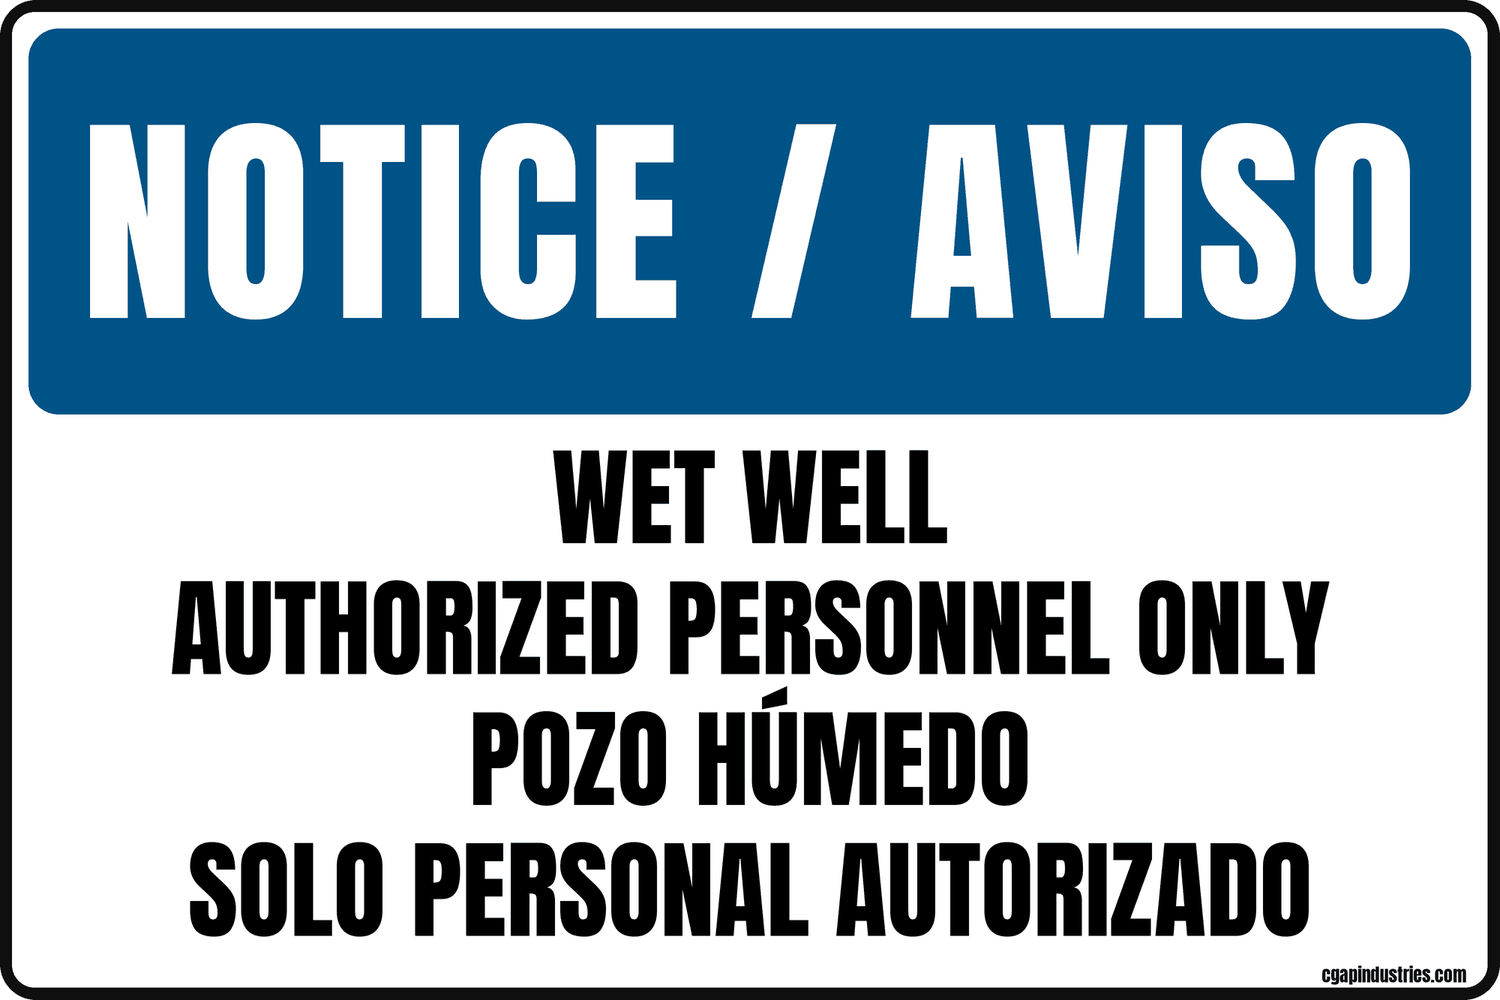 NOTICE / AVISO
WET WELL
AUTHORIZED PERSONNEL ONLY
POZO HÚMEDO
SOLO PERSONAL AUTORIZADO
cgapindustries.com